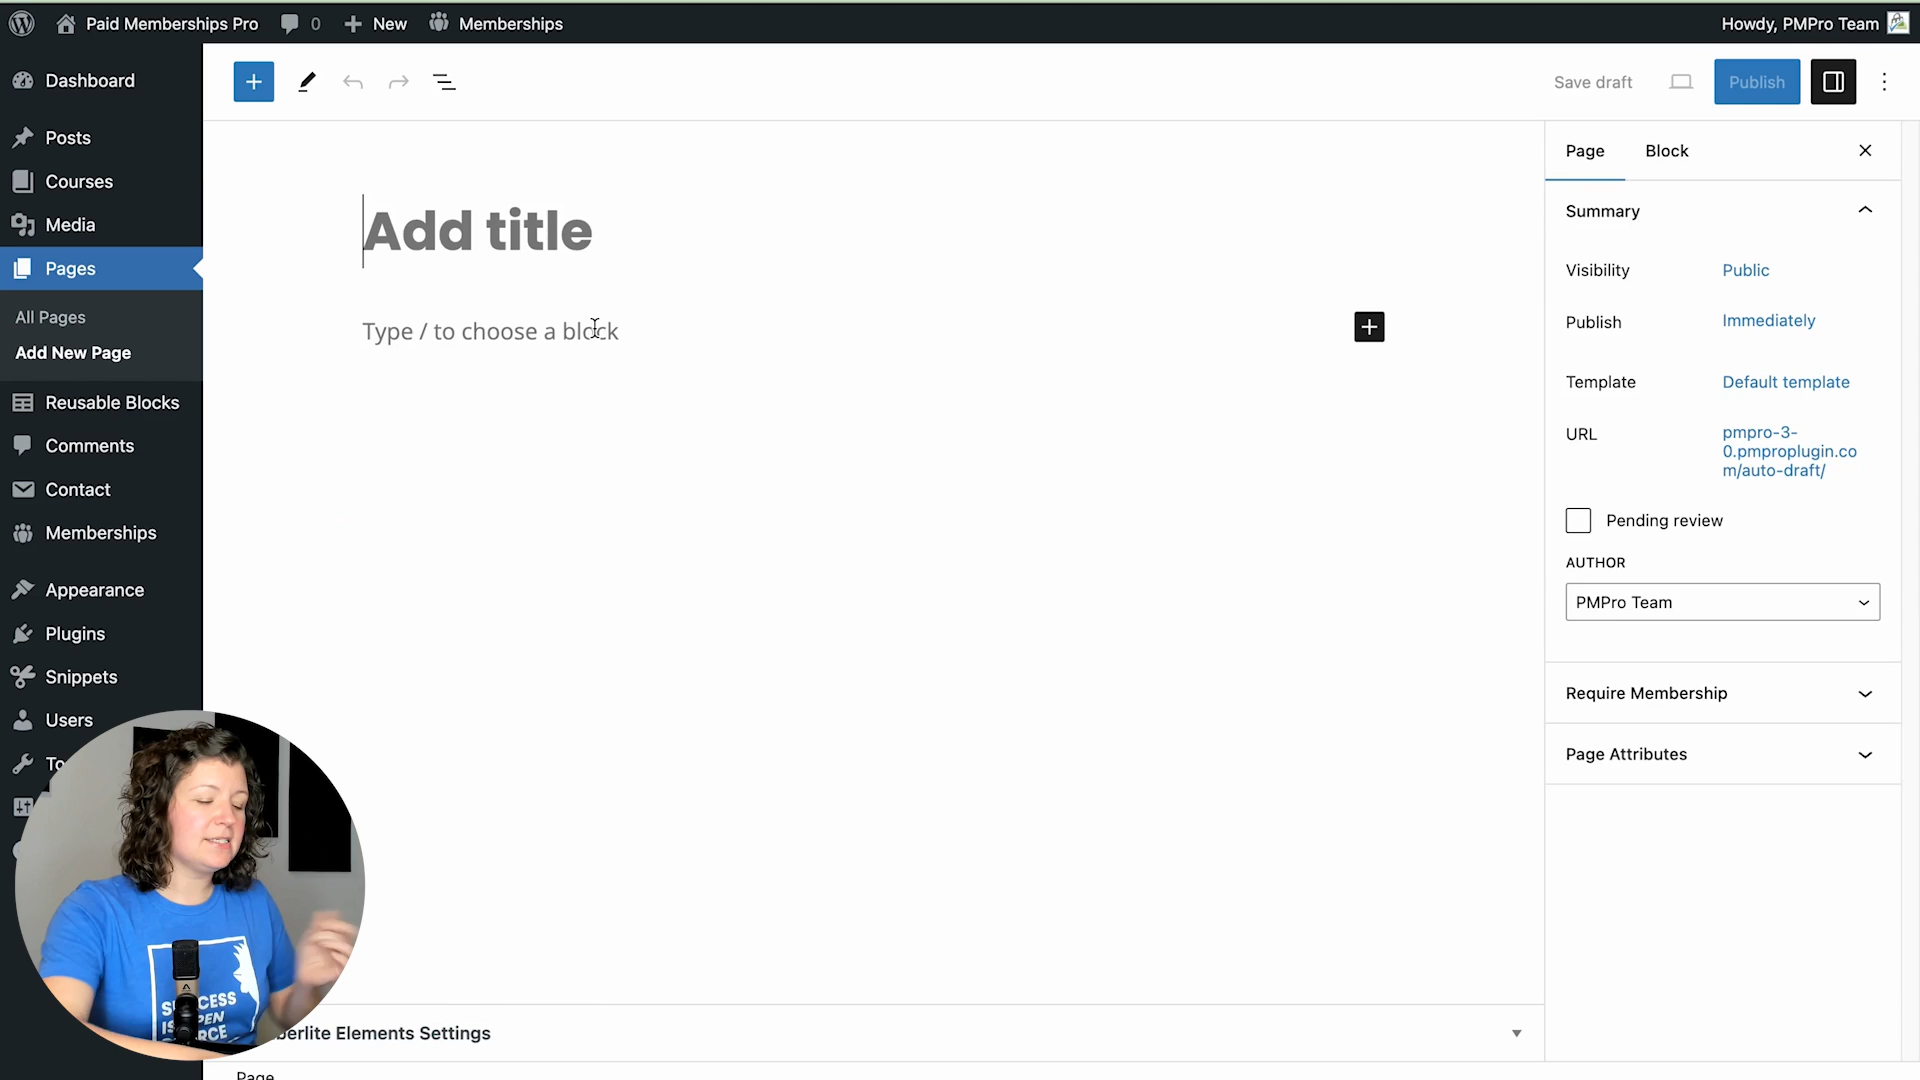 Paid Memberships Pro
0
New
Memberships
Howdy, PMPro Team
Dashboard
Posts
Courses
Media
Pages
All Pages
Add New Page
Reusable Blocks
Comments
Contact
Memberships
Appearance
Plugins
Snippets
Users
Save draft
Publish
Add title
Type / to choose a block
Page
Block
Summary
Visibility
Public
Publish
Immediately
Template
Default template
URL
pmpro-3-
0.pmproplugin.co
m/auto-draft/
Pending review
AUTHOR
PMPro Team
Require Membership
Page Attributes
Elements Settings
Page